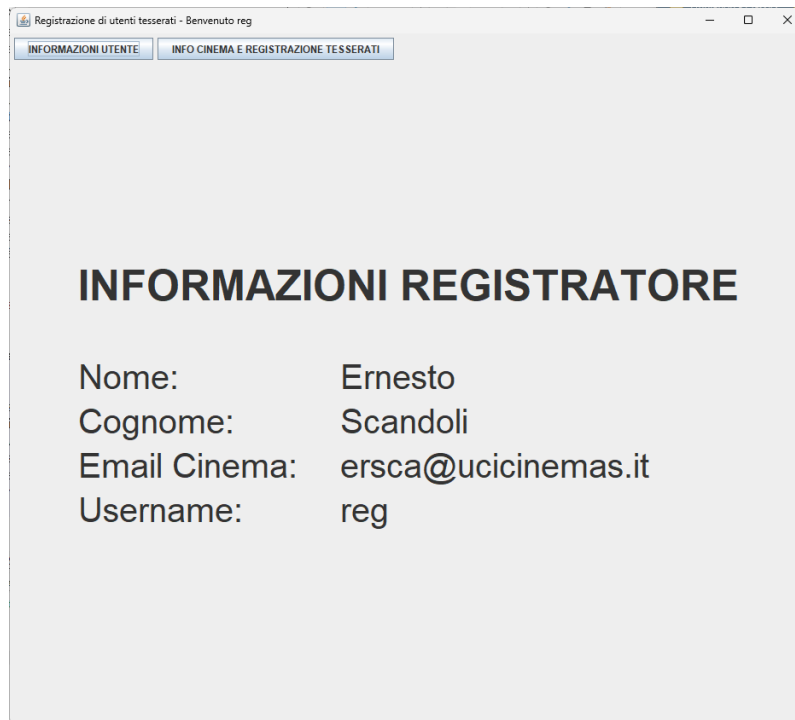 Registrazione di utenti tesserati - Benvenuto reg
INFORMAZIONI UTENTE
INFO CINEMA E REGISTRAZIONE TESSERATI
INFORMAZIONI REGISTRATORE
Nome: Ernesto
Cognome: Scandoli
Email Cinema: ersca@ucicinemas.it
Username: reg